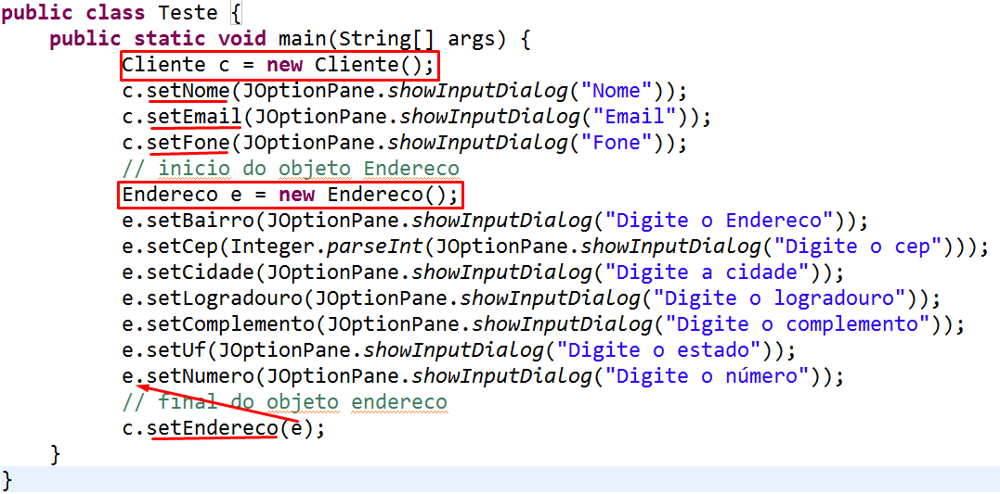 public class Teste {
public static void main(String[] args) {
Cliente c = new Cliente();
c.setNome(JOptionPane.showInputDialog("Nome"));
c.setEmail(JOptionPane.showInputDialog("Email"));
c.setFone(JOptionPane.showInputDialog("Fone"));
// inicio do objeto Endereco
Endereco e = new Endereco();
e.setBairro(JOptionPane.showInputDialog("Digite o Endereco"));
e.setCep(Integer.parseInt(JOptionPane.showInputDialog("Digite o cep")));
e.setCidade(JOptionPane.showInputDialog("Digite a cidade"));
e.setLogradouro(JOptionPane.showInputDialog("Digite o logradouro"));
e.setComplemento(JOptionPane.showInputDialog("Digite o complemento"));
e.setUf(JOptionPane.showInputDialog("Digite o estado"));
e.setNumero(JOptionPane.showInputDialog("Digite o número"));
// final do objeto endereco
c.setEndereco(e);
}
}